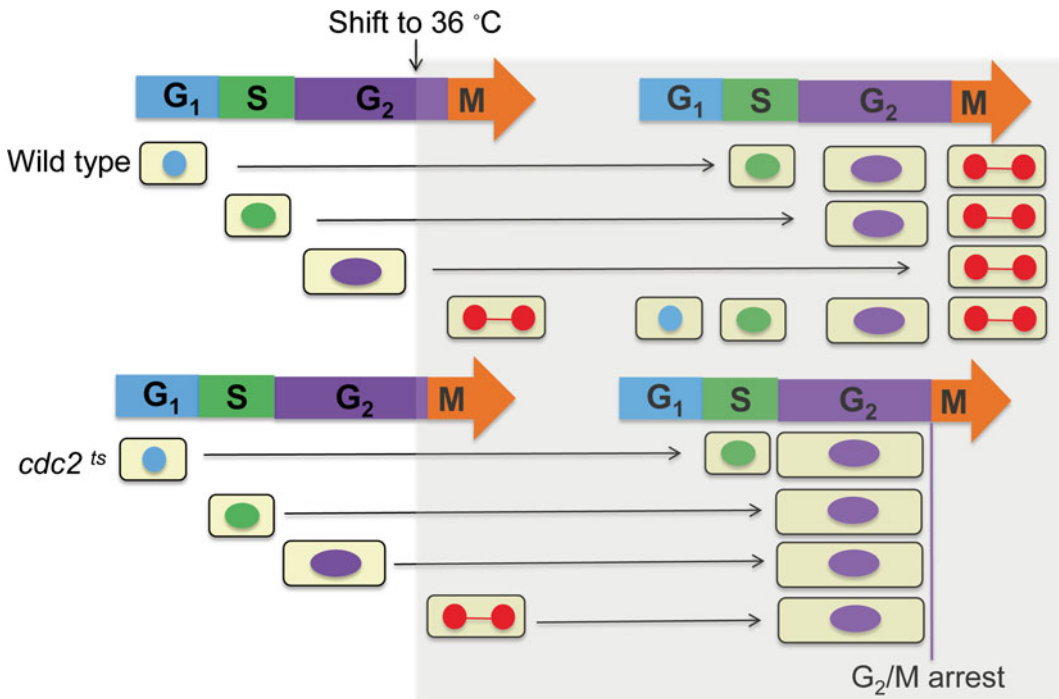 Shift to 36 °C
G1 S G2 M G1 S G2 M
Wild type
G1 S G2 M G1 S G2 M
cdc2 ts
G2/M arrest